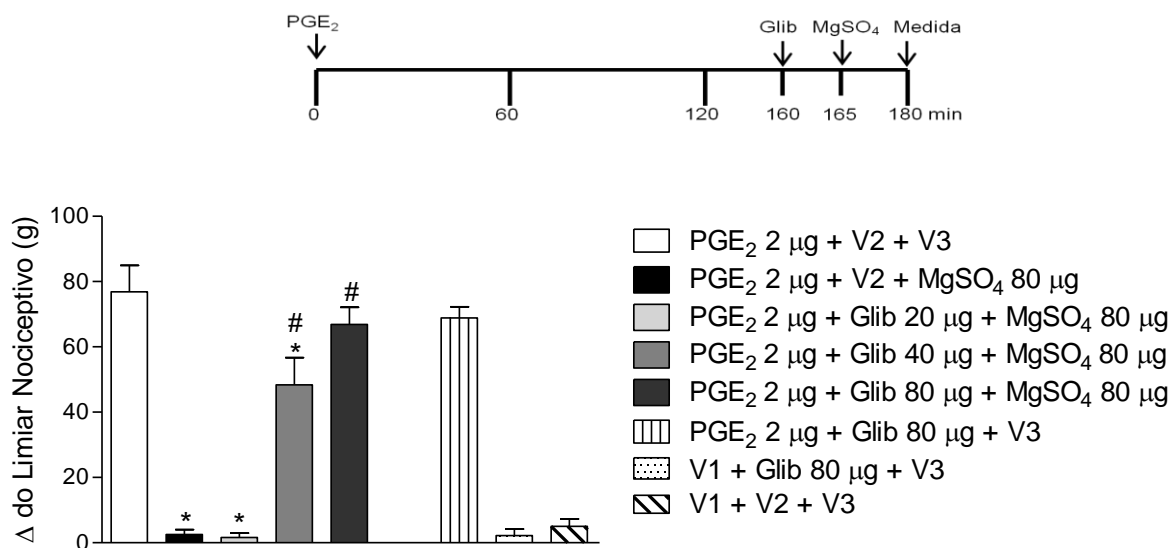 PGE₂ Glib MgSO₄ Medida
0 60 120 160 165 180 min
Δ do Limiar Nociceptivo (g)
100
80
60
40
20
0
* * # * #
PGE₂ 2 μg + V2 + V3
PGE₂ 2 μg + V2 + MgSO₄ 80 μg
PGE₂ 2 μg + Glib 20 μg + MgSO₄ 80 μg
PGE₂ 2 μg + Glib 40 μg + MgSO₄ 80 μg
PGE₂ 2 μg + Glib 80 μg + MgSO₄ 80 μg
PGE₂ 2 μg + Glib 80 μg + V3
V1 + Glib 80 μg + V3
V1 + V2 + V3